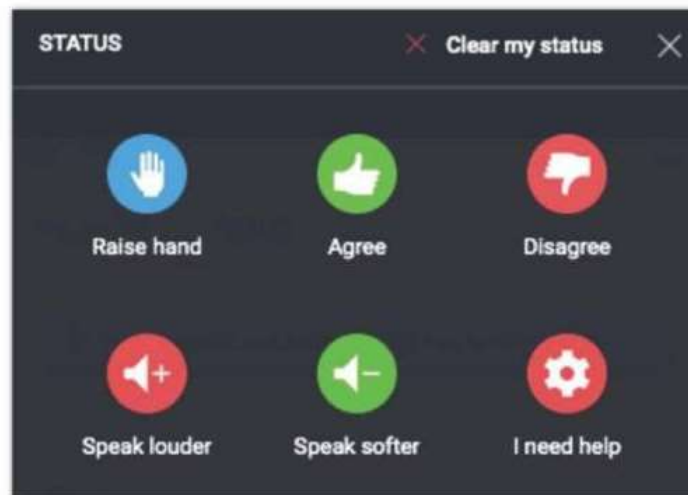 STATUS Clear my status
Raise hand Agree Disagree
Speak louder Speak softer I need help